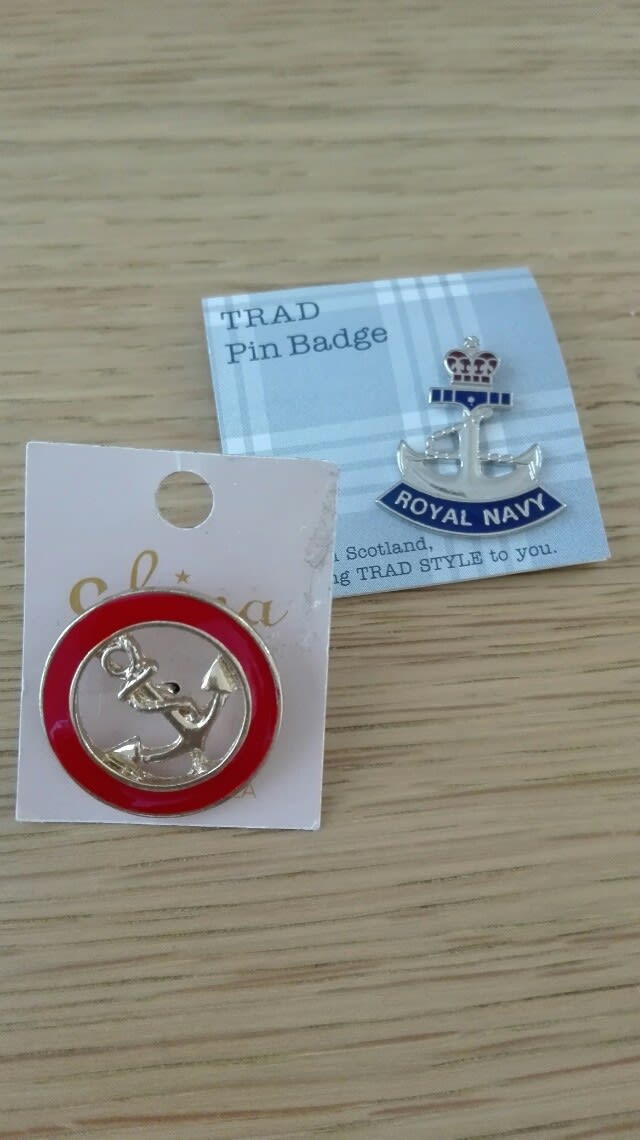 TRAD
Pin Badge
ROYAL NAVY
Scotland,
TRAD STYLE to you.